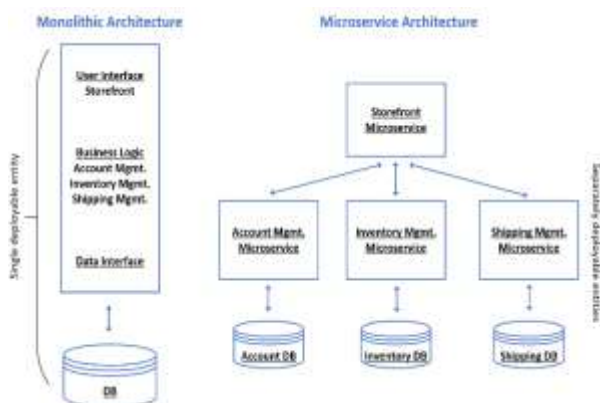 Monolithic Architecture
Microservice Architecture
Single deployable entity
User Interface
Storefront
Business Logic
Account Mgmt.
Inventory Mgmt.
Shipping Mgmt.
Data Interface
DB
Storefront
Microservice
Account Mgmt.
Microservice
Inventory Mgmt.
Microservice
Shipping Mgmt.
Microservice
Account DB
Inventory DB
Shipping DB
Separately deployable
entities